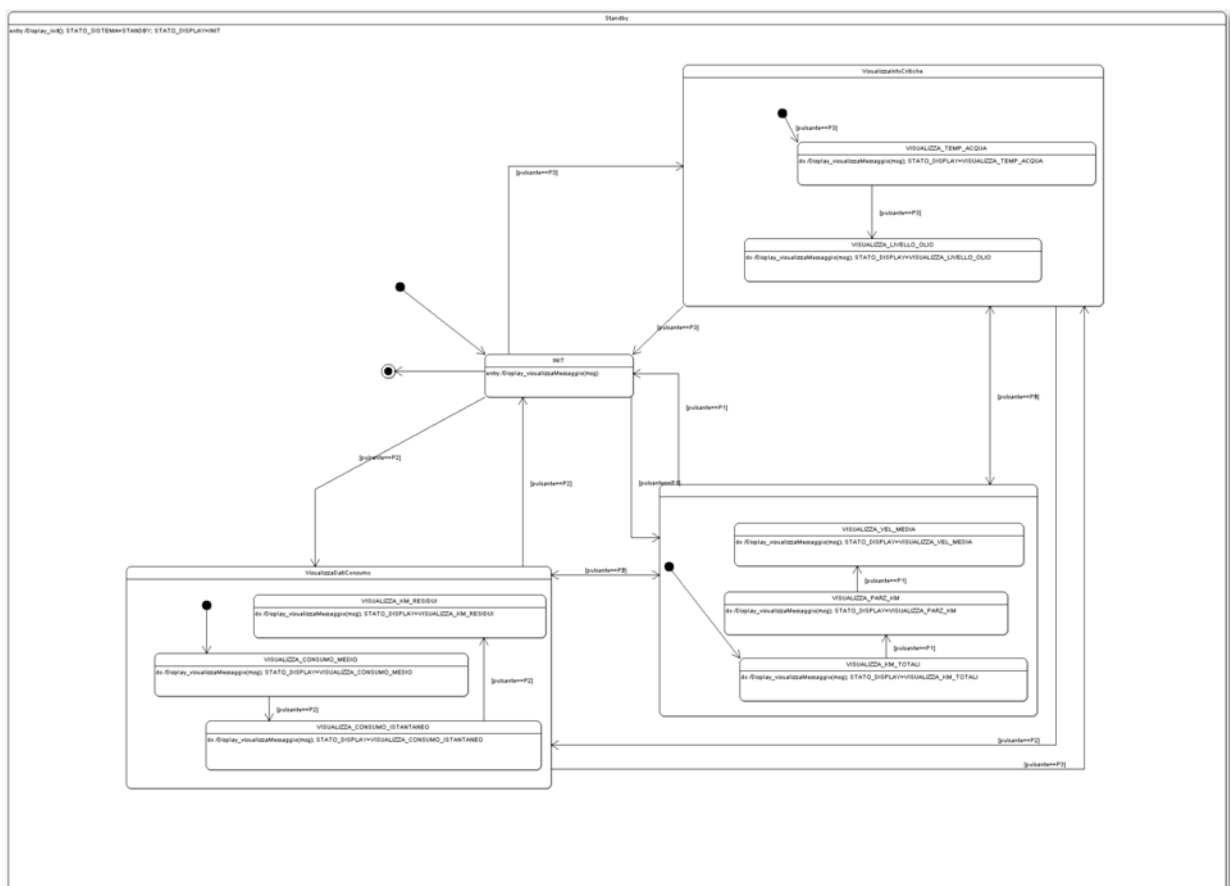 Standby
entry /Display_init(); STATO_SISTEMA=STANDBY; STATO_DISPLAY=INIT
VisualizzaInfoCritiche
[pulsante==P3]
VISUALIZZA_TEMP_ACQUA
do /Display_visualizzaMessaggio(msg); STATO_DISPLAY=VISUALIZZA_TEMP_ACQUA
[pulsante==P3]
[pulsante==P3]
VISUALIZZA_LIVELLO_OLIO
do /Display_visualizzaMessaggio(msg); STATO_DISPLAY=VISUALIZZA_LIVELLO_OLIO
[pulsante==P3]
INIT
entry /Display_visualizzaMessaggio(msg)
[pulsante==P1]
[pulsante==P2]
[pulsante==P2]
VISUALIZZA_VEL_MEDIA
do /Display_visualizzaMessaggio(msg); STATO_DISPLAY=VISUALIZZA_VEL_MEDIA
[pulsante==P1]
VisualizzaDatiConsumo
VISUALIZZA_KM_RESIDUI
do /Display_visualizzaMessaggio(msg); STATO_DISPLAY=VISUALIZZA_KM_RESIDUI
VISUALIZZA_PARZ_KM
do /Display_visualizzaMessaggio(msg); STATO_DISPLAY=VISUALIZZA_PARZ_KM
[pulsante==P1]
VISUALIZZA_CONSUMO_MEDIO
do /Display_visualizzaMessaggio(msg); STATO_DISPLAY=VISUALIZZA_CONSUMO_MEDIO
VISUALIZZA_KM_TOTALI
do /Display_visualizzaMessaggio(msg); STATO_DISPLAY=VISUALIZZA_KM_TOTALI
[pulsante==P2]
[pulsante==P2]
VISUALIZZA_CONSUMO_ISTANTANEO
do /Display_visualizzaMessaggio(msg); STATO_DISPLAY=VISUALIZZA_CONSUMO_ISTANTANEO
[pulsante==P2]
[pulsante==P3]